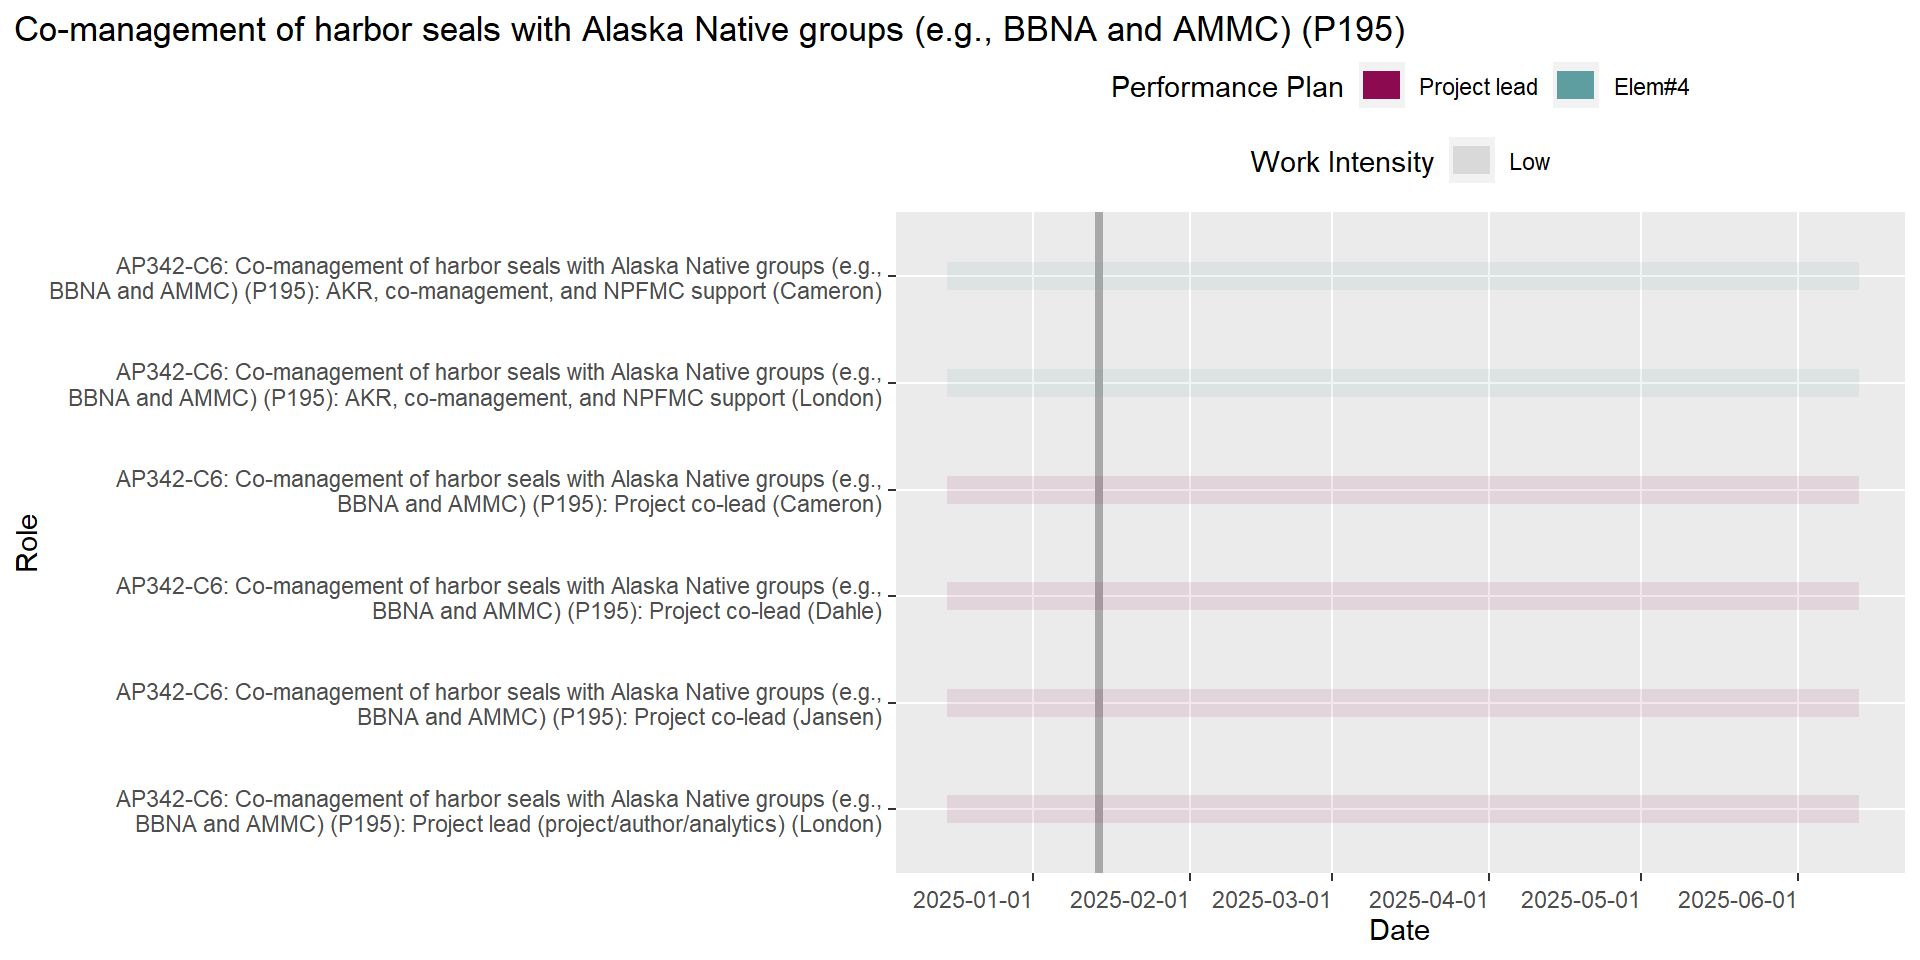 Co-management of harbor seals with Alaska Native groups (e.g., BBNA and AMMC) (P195)
Performance Plan Project lead Elem#4
Work Intensity Low
AP342-C6: Co-management of harbor seals with Alaska Native groups (e.g.,
BBNA and AMMC) (P195): AKR, co-management, and NPFMC support (Cameron)
AP342-C6: Co-management of harbor seals with Alaska Native groups (e.g.,
BBNA and AMMC) (P195): AKR, co-management, and NPFMC support (London)
AP342-C6: Co-management of harbor seals with Alaska Native groups (e.g.,
BBNA and AMMC) (P195): Project co-lead (Cameron)
AP342-C6: Co-management of harbor seals with Alaska Native groups (e.g.,
BBNA and AMMC) (P195): Project co-lead (Dahle)
AP342-C6: Co-management of harbor seals with Alaska Native groups (e.g.,
BBNA and AMMC) (P195): Project co-lead (Jansen)
AP342-C6: Co-management of harbor seals with Alaska Native groups (e.g.,
BBNA and AMMC) (P195): Project lead (project/author/analytics) (London)
Role
2025-01-01 2025-02-01 2025-03-01 2025-04-01 2025-05-01 2025-06-01
Date